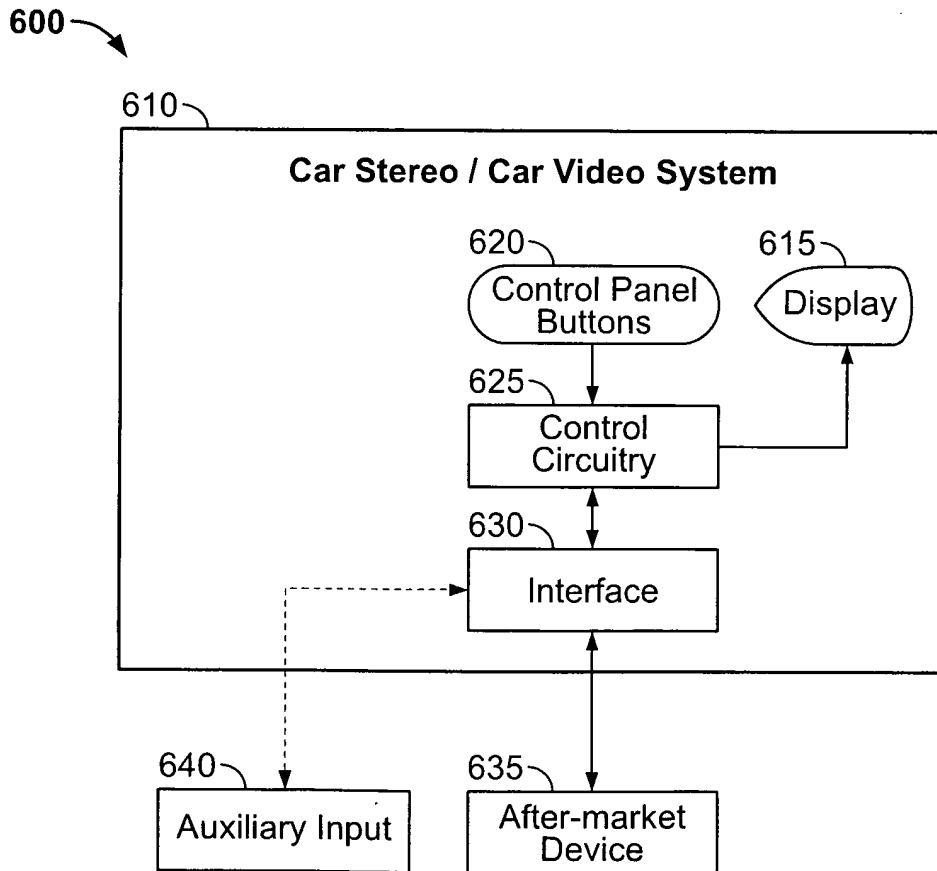 600
610
Car Stereo / Car Video System
620
615
Control Panel
Buttons
Display
625
Control
Circuitry
630
Interface
640
635
Auxiliary Input
After-market
Device